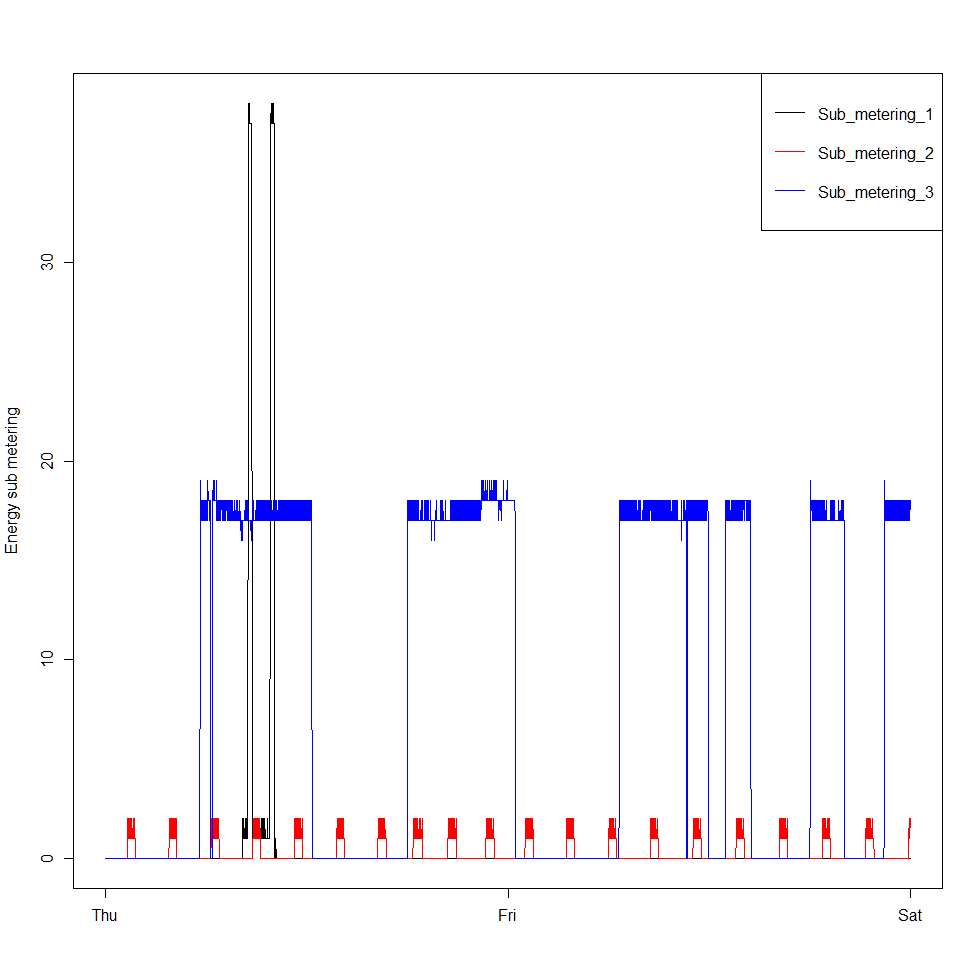 Sub_metering_1
Sub_metering_2
Sub_metering_3
Energy sub metering
30
20
10
0
Thu Fri Sat